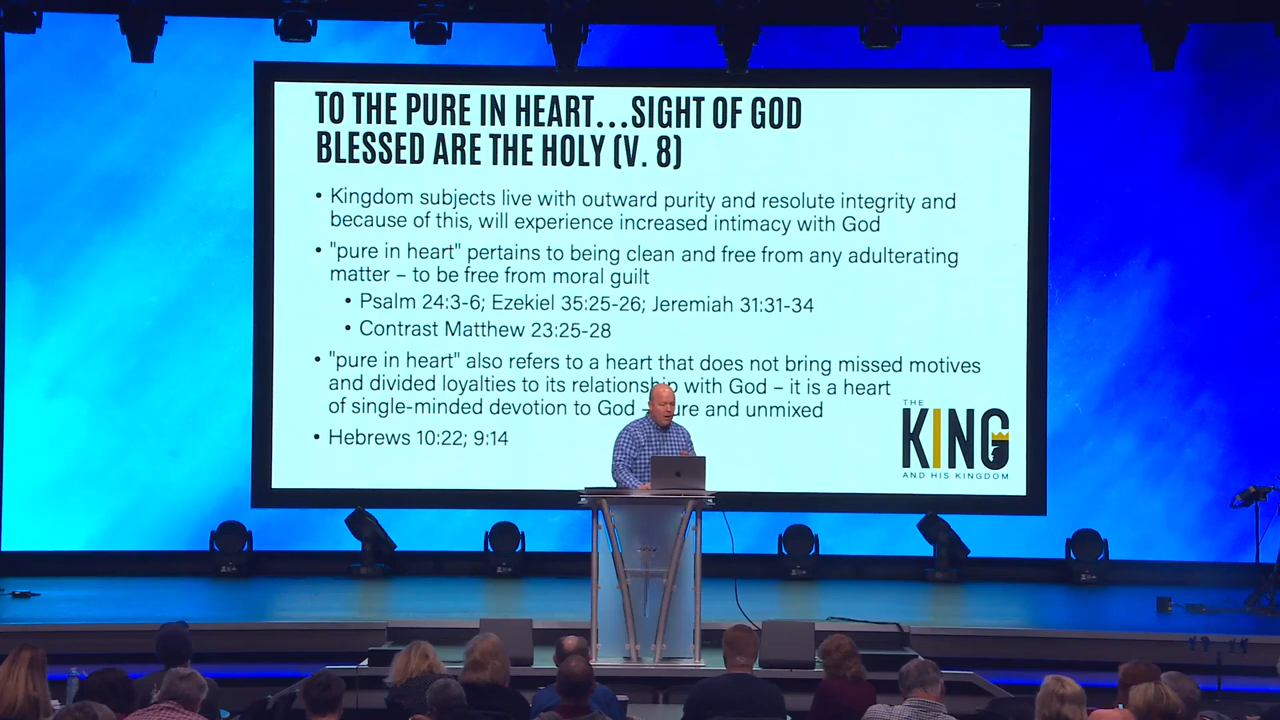 TO THE PURE IN HEART...SIGHT OF GOD
BLESSED ARE THE HOLY (V. 8)
• Kingdom subjects live with outward purity and resolute integrity and
because of this, will experience increased intimacy with God
• "pure in heart" pertains to being clean and free from any adulterating
matter – to be free from moral guilt
• Psalm 24:3-6; Ezekiel 35:25-26; Jeremiah 31:31-34
• Contrast Matthew 23:25-28
• "pure in heart" also refers to a heart that does not bring missed motives
and divided loyalties to its relationship with God – it is a heart
of single-minded devotion to God – ure and unmixed
• Hebrews 10:22; 9:14
THE
KING
AND HIS KINGDOM